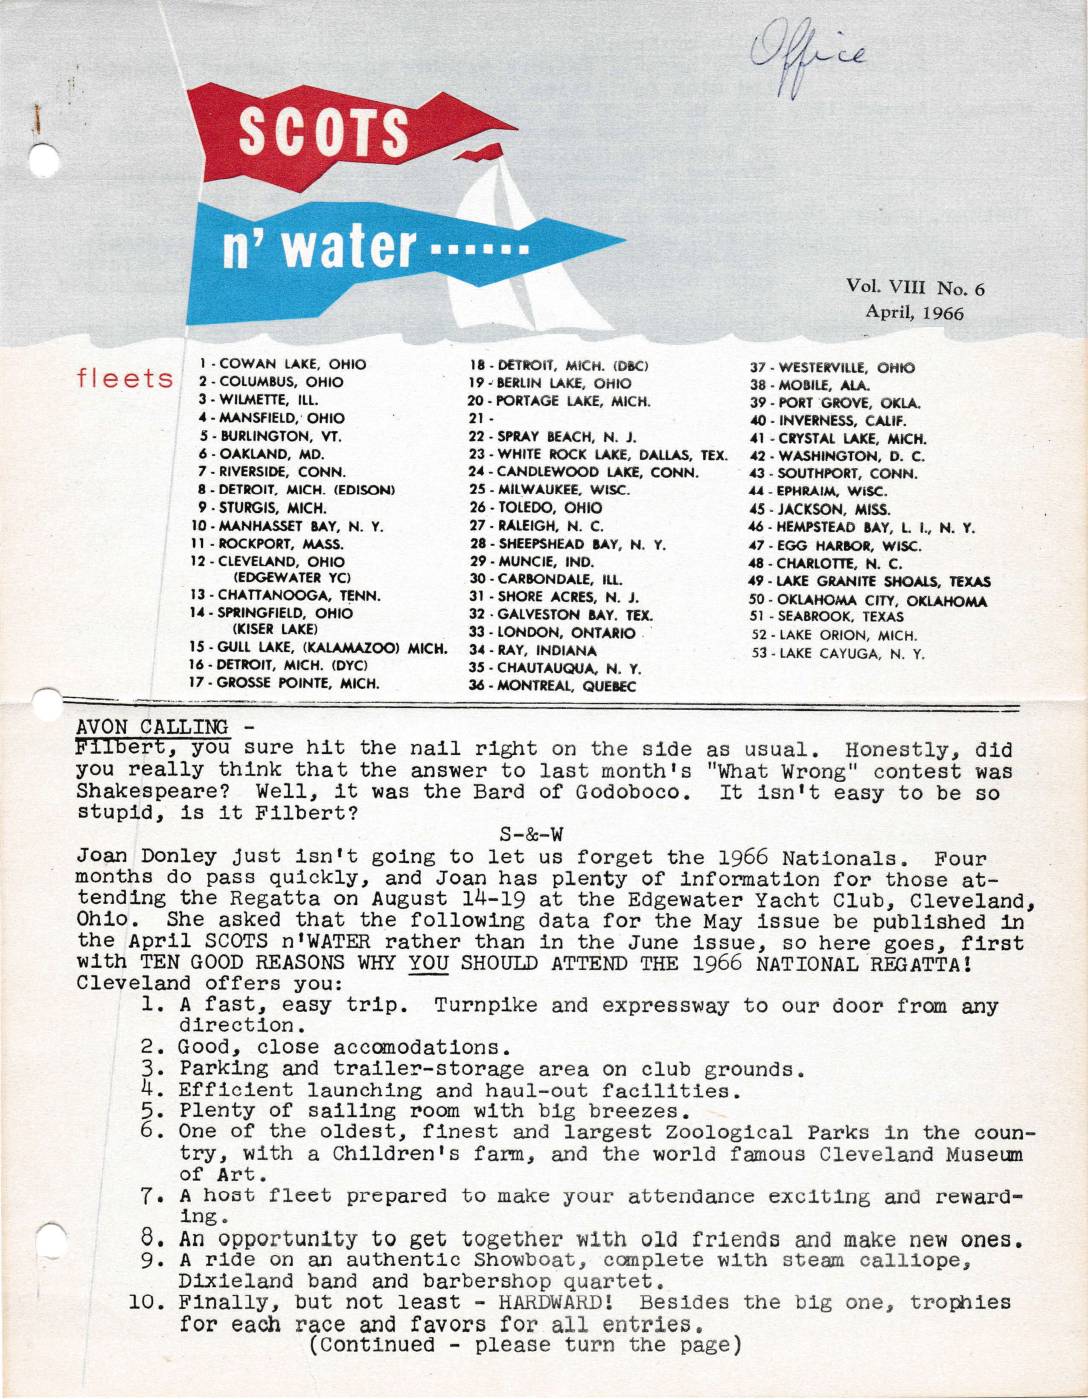 Office
SCOTS
n' water ......
Vol. VIII No. 6
April, 1966
fleets
1 - COWAN LAKE, OHIO
2 - COLUMBUS, OHIO
3 - WILMETTE, ILL.
4 - MANSFIELD, OHIO
5 - BURLINGTON, VT.
6 - OAKLAND, MD.
7 - RIVERSIDE, CONN.
8 - DETROIT, MICH. (EDISON)
9 - STURGIS, MICH.
10 - MANHASSET BAY, N. Y.
11 - ROCKPORT, MASS.
12 - CLEVELAND, OHIO
(EDGEWATER YC)
13 - CHATTANOOGA, TENN.
14 - SPRINGFIELD, OHIO
(KISER LAKE)
15 - GULL LAKE, (KALAMAZOO) MICH.
16 - DETROIT, MICH. (DYC)
17 - GROSSE POINTE, MICH.
18 - DETROIT, MICH. (DBC)
19 - BERLIN LAKE, OHIO
20 - PORTAGE LAKE, MICH.
21 -
22 - SPRAY BEACH, N. J.
23 - WHITE ROCK LAKE, DALLAS, TEX.
24 - CANDLEWOOD LAKE, CONN.
25 - MILWAUKEE, WISC.
26 - TOLEDO, OHIO
27 - RALEIGH, N. C.
28 - SHEEPSHEAD BAY, N. Y.
29 - MUNCIE, IND.
30 - CARBONDALE, ILL.
31 - SHORE ACRES, N. J.
32 - GALVESTON BAY. TEX.
33 - LONDON, ONTARIO
34 - RAY, INDIANA
35 - CHAUTAUQUA, N. Y.
36 - MONTREAL, QUEBEC
37 - WESTERVILLE, OHIO
38 - MOBILE, ALA.
39 - PORT GROVE, OKLA.
40 - INVERNESS, CALIF.
41 - CRYSTAL LAKE, MICH.
42 - WASHINGTON, D. C.
43 - SOUTHPORT, CONN.
44 - EPHRAIM, WISC.
45 - JACKSON, MISS.
46 - HEMPSTEAD BAY, L. I., N. Y.
47 - EGG HARBOR, WISC.
48 - CHARLOTTE, N. C.
49 - LAKE GRANITE SHOALS, TEXAS
50 - OKLAHOMA CITY, OKLAHOMA
51 - SEABROOK, TEXAS
52 - LAKE ORION, MICH.
53 - LAKE CAYUGA, N. Y.
AVON CALLING -
Filbert, you sure hit the nail right on the side as usual. Honestly, did
you really think that the answer to last month's "What Wrong" contest was
Shakespeare? Well, it was the Bard of Godoboco. It isn't easy to be so
stupid, is it Filbert?
S-&-W
Joan Donley just isn't going to let us forget the 1966 Nationals. Four
months do pass quickly, and Joan has plenty of information for those at-
tending the Regatta on August 14-19 at the Edgewater Yacht Club, Cleveland,
Ohio. She asked that the following data for the May issue be published in
the April SCOTS n'WATER rather than in the June issue, so here goes, first
with TEN GOOD REASONS WHY YOU SHOULD ATTEND THE 1966 NATIONAL REGATTA!
Cleveland offers you:
1. A fast, easy trip. Turnpike and expressway to our door from any
direction.
2. Good, close accomodations.
3. Parking and trailer-storage area on club grounds.
4. Efficient launching and haul-out facilities.
5. Plenty of sailing room with big breezes.
6. One of the oldest, finest and largest Zoological Parks in the coun-
try, with a Children's farm, and the world famous Cleveland Museum
of Art.
7. A host fleet prepared to make your attendance exciting and reward-
ing.
8. An opportunity to get together with old friends and make new ones.
9. A ride on an authentic Showboat, complete with steam calliope,
Dixieland band and barbershop quartet.
10. Finally, but not least - HARDWARD! Besides the big one, trophies
for each race and favors for all entries.
(Continued - please turn the page)